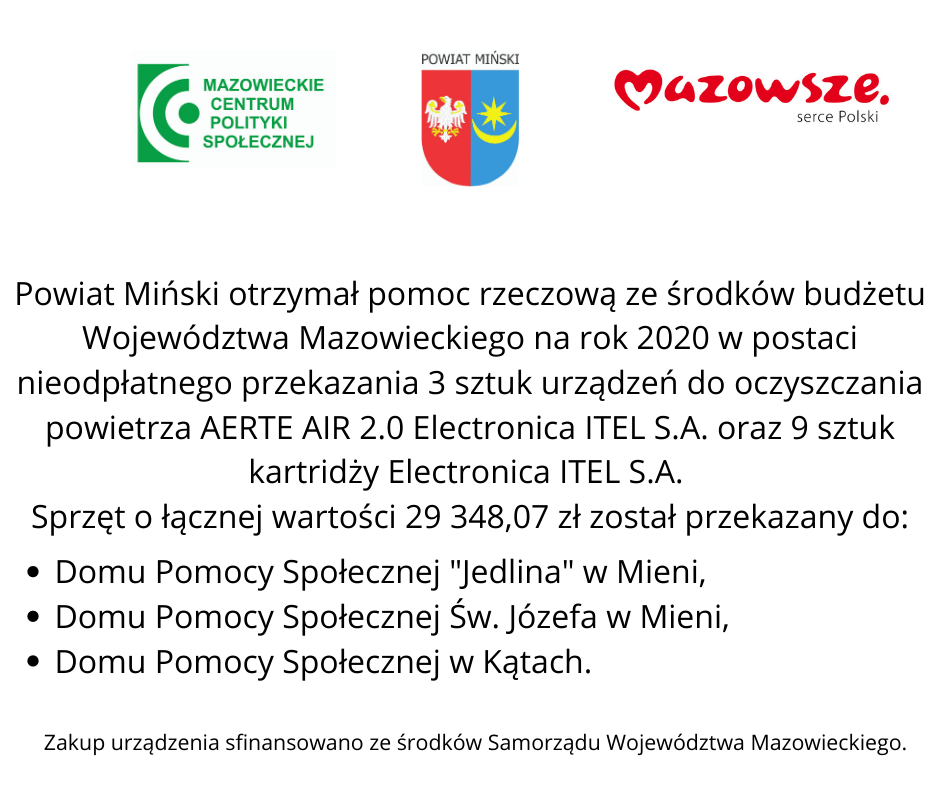 MAZOWIECKIE
CENTRUM
POLITYKI
SPOŁECZNEJ
POWIAT MIŃSKI
Mazowsze.
serce Polski
Powiat Miński otrzymał pomoc rzeczową ze środków budżetu
Województwa Mazowieckiego na rok 2020 w postaci
nieodpłatnego przekazania 3 sztuk urządzeń do oczyszczania
powietrza AERTE AIR 2.0 Electronica ITEL S.A. oraz 9 sztuk
kartridży Electronica ITEL S.A.
Sprzęt o łącznej wartości 29 348,07 zł został przekazany do:
• Domu Pomocy Społecznej "Jedlina" w Mieni,
• Domu Pomocy Społecznej Św. Józefa w Mieni,
• Domu Pomocy Społecznej w Kątach.
Zakup urządzenia sfinansowano ze środków Samorządu Województwa Mazowieckiego.